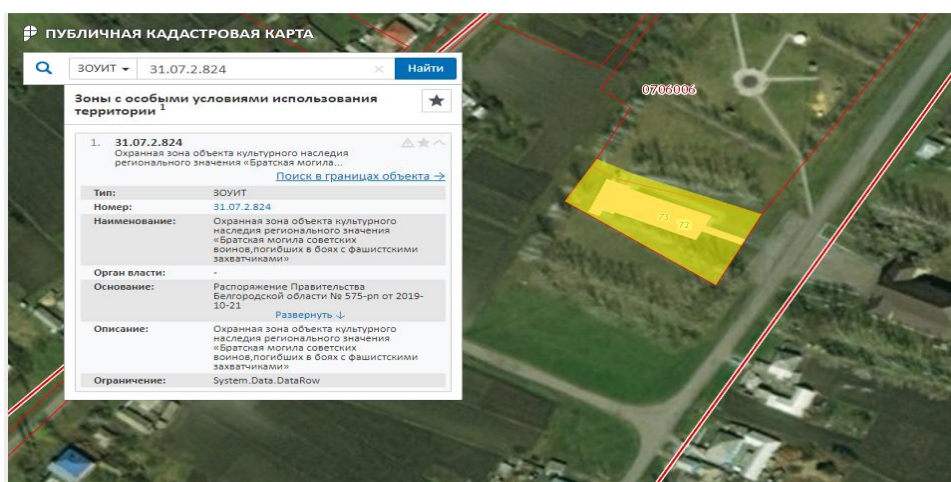 ПУБЛИЧНАЯ КАДАСТРОВАЯ КАРТА
ЗОУИТ 31.07.2.824 Найти
Зоны с особыми условиями использования
территории 1
1. 31.07.2.824
Охранная зона объекта культурного наследия
регионального значения «Братская могила...
Поиск в границах объекта →
Тип: ЗОУИТ
Номер: 31.07.2.824
Наименование: Охранная зона объекта культурного
наследия регионального значения
«Братская могила советских
воинов,погибших в боях с фашистскими
захватчиками»
Орган власти: -
Основание: Распоряжение Правительства
Белгородской области № 575-рп от 2019-
10-21
Развернуть ↓
Описание: Охранная зона объекта культурного
наследия регионального значения
«Братская могила советских
воинов,погибших в боях с фашистскими
захватчиками»
Ограничение: System.Data.DataRow
0706006
73
72